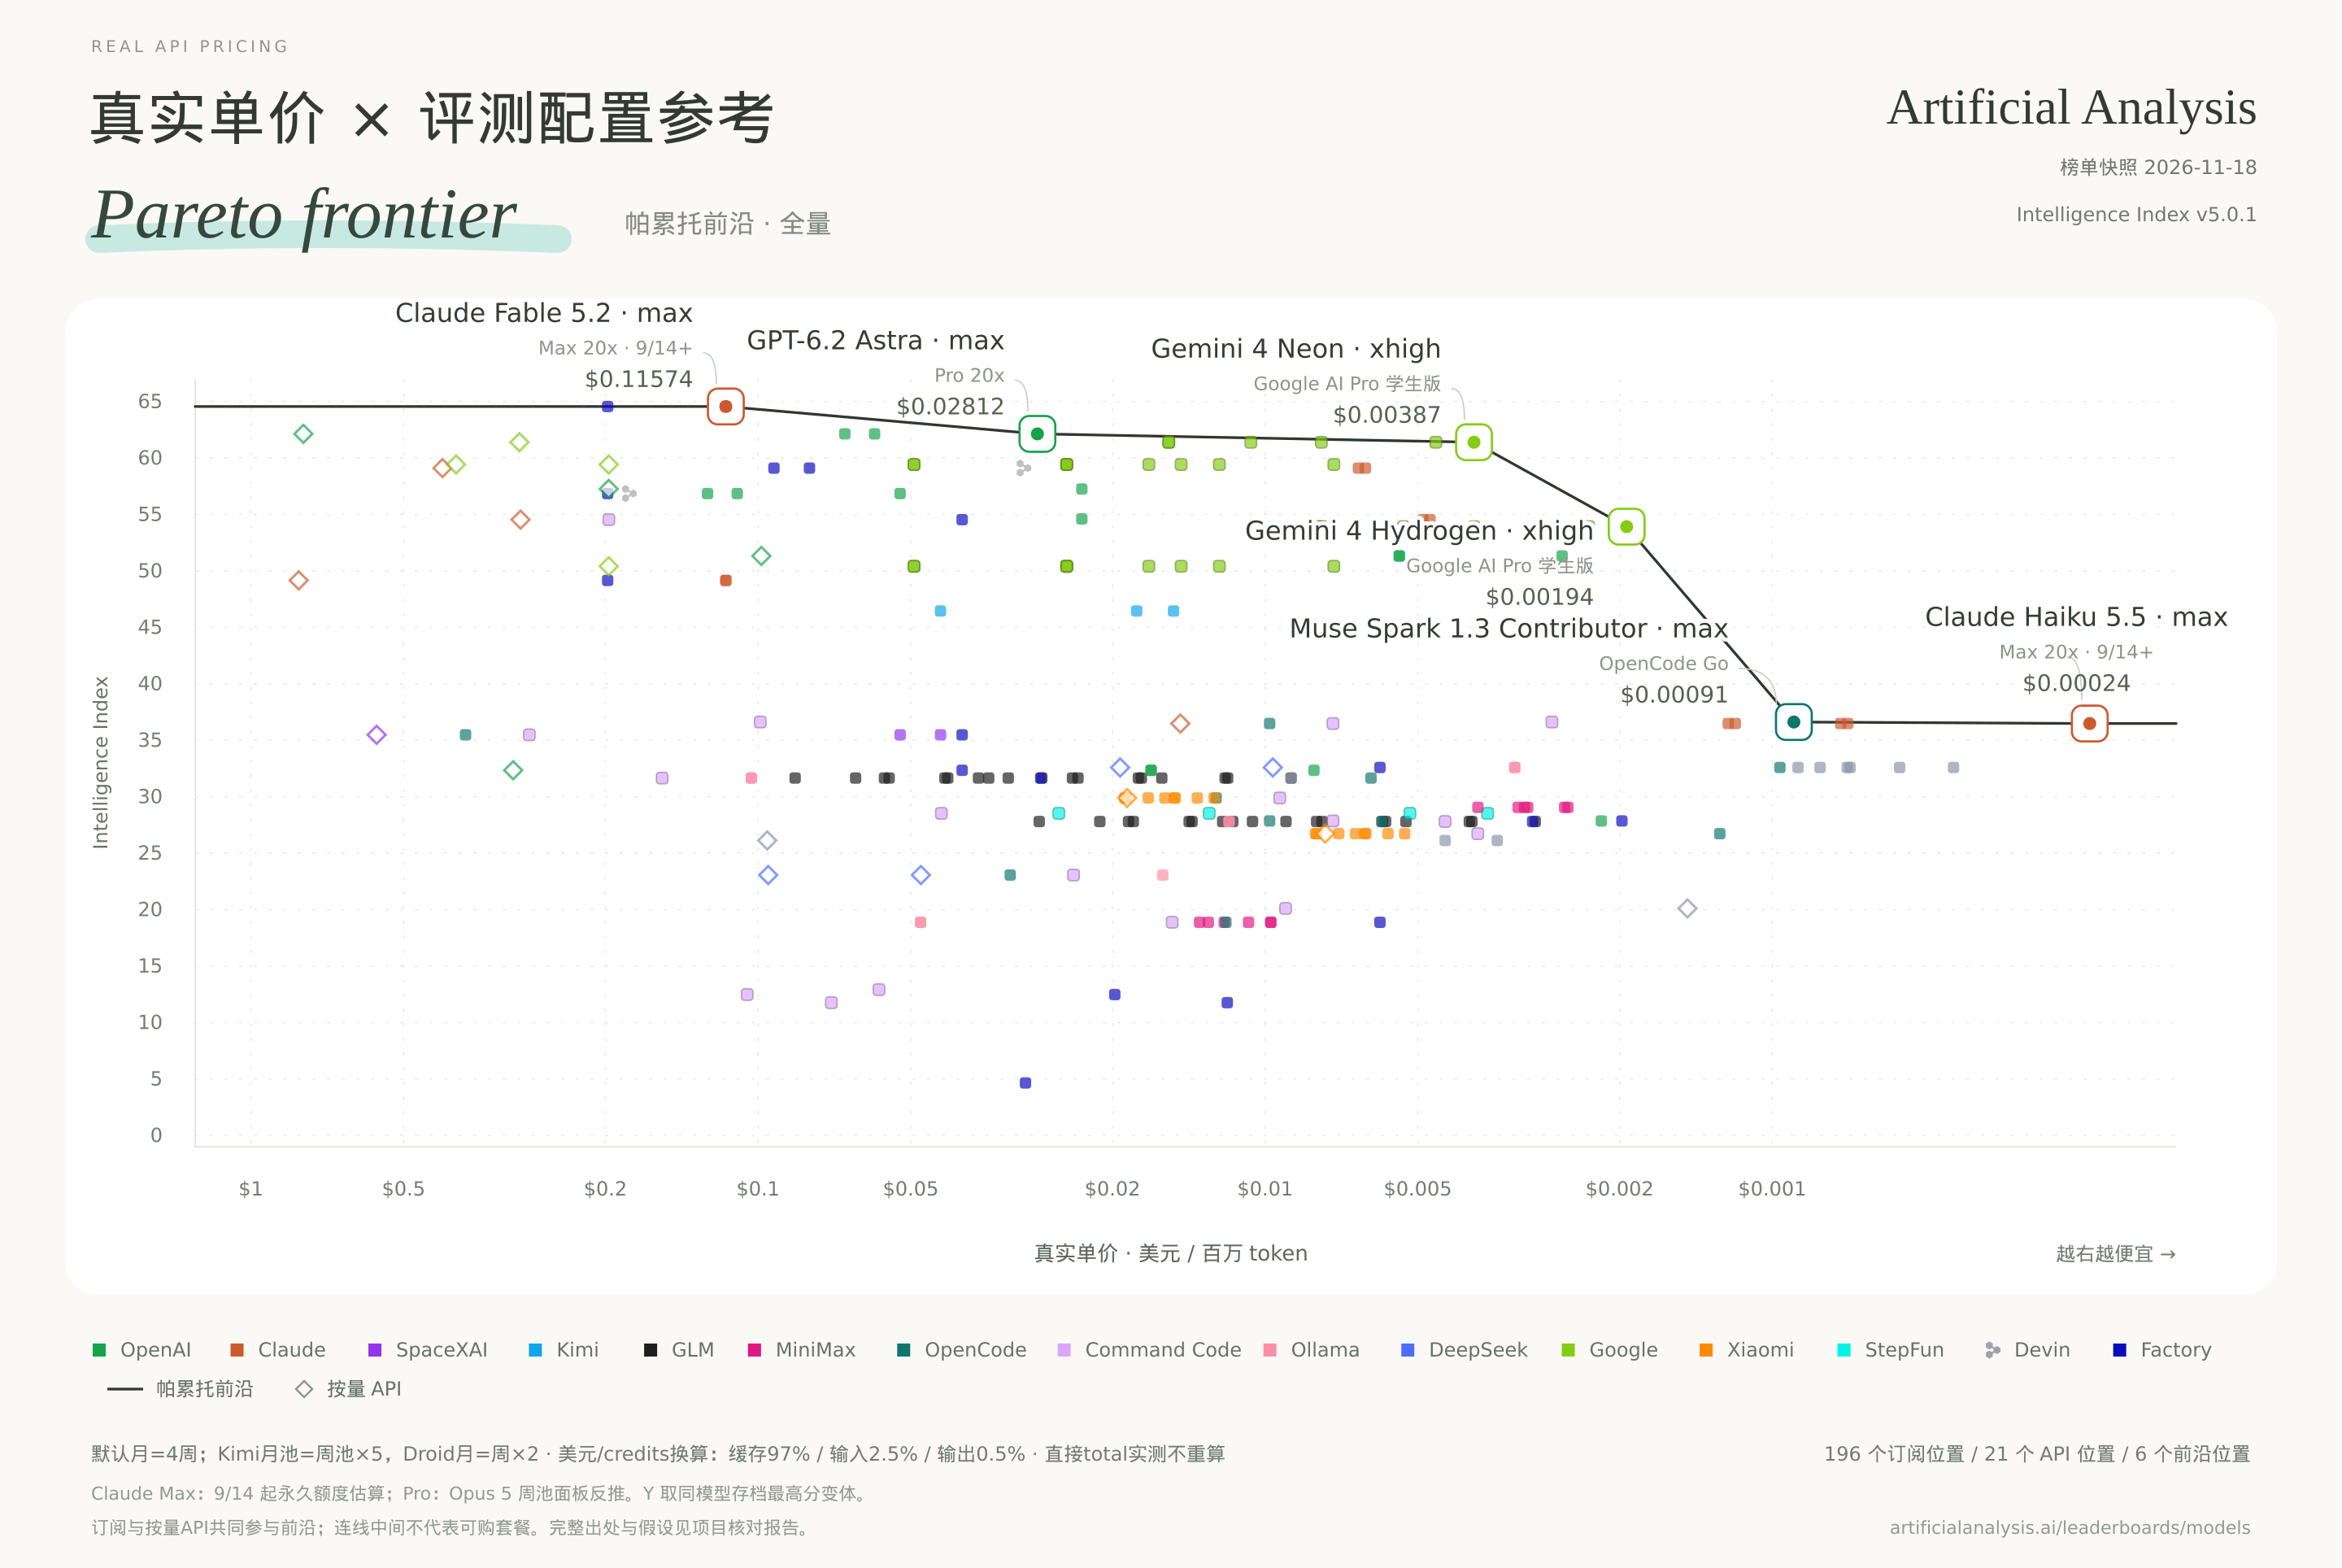 REAL API PRICING
真实单价 × 评测配置参考
Pareto frontier
帕累托前沿 · 全量
Artificial Analysis
榜单快照 2026-11-18
Intelligence Index v5.0.1
Claude Fable 5.2 · max
Max 20x · 9/14+
$0.11574
GPT-6.2 Astra · max
Pro 20x
$0.02812
Gemini 4 Neon · xhigh
Google AI Pro 学生版
$0.00387
Gemini 4 Hydrogen · xhigh
Google AI Pro 学生版
$0.00194
Muse Spark 1.3 Contributor · max
OpenCode Go
$0.00091
Claude Haiku 5.5 · max
Max 20x · 9/14+
$0.00024
Intelligence Index
65
60
55
50
45
40
35
30
25
20
15
10
5
0
$1
$0.5
$0.2
$0.1
$0.05
$0.02
$0.01
$0.005
$0.002
$0.001
真实单价 · 美元 / 百万 token
越右越便宜 →
OpenAI
Claude
SpaceXAI
Kimi
GLM
MiniMax
OpenCode
Command Code
Ollama
DeepSeek
Google
Xiaomi
StepFun
Devin
Factory
帕累托前沿
按量 API
默认月=4周；Kimi月池=周池×5，Droid月=周×2 · 美元/credits换算：缓存97% / 输入2.5% / 输出0.5% · 直接total实测不重算
196 个订阅位置 / 21 个 API 位置 / 6 个前沿位置
Claude Max：9/14 起永久额度估算；Pro：Opus 5 周池面板反推。Y 取同模型存档最高分变体。
订阅与按量API共同参与前沿；连线中间不代表可购套餐。完整出处与假设见项目核对报告。
artificialanalysis.ai/leaderboards/models